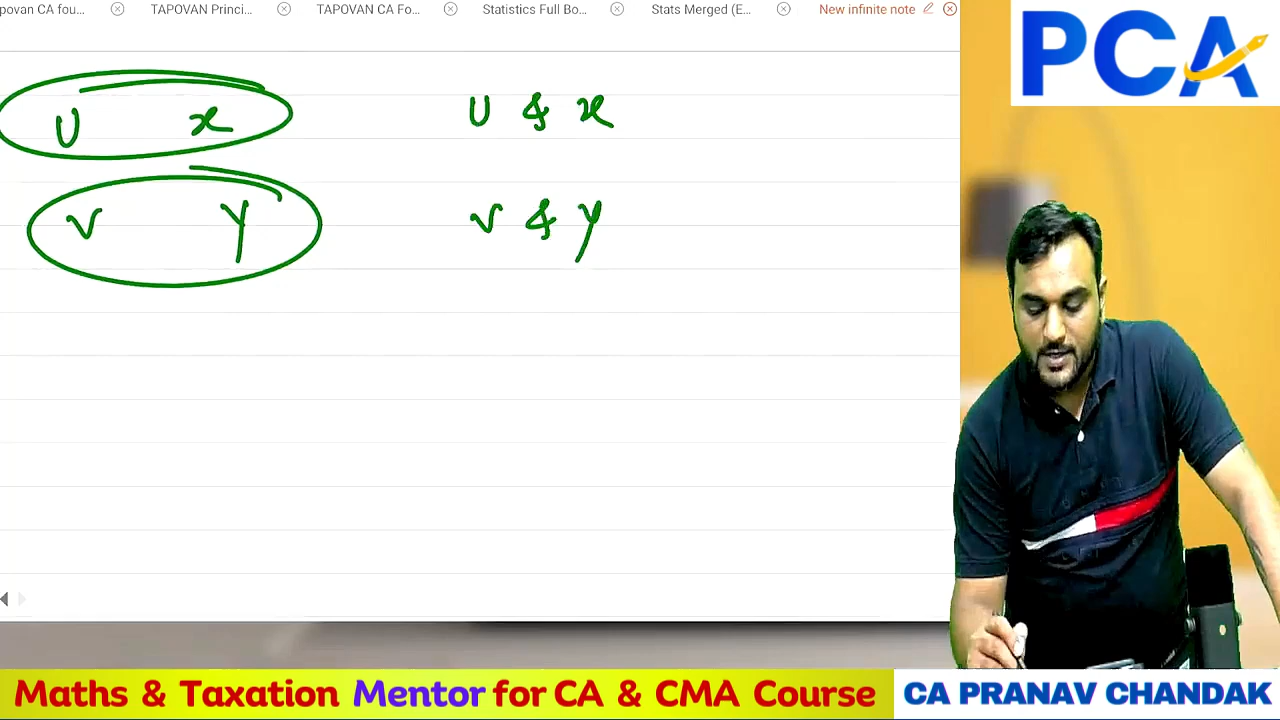 povan CA fou... TAPOVAN Princi... TAPOVAN CA Fo... Statistics Full Bo... Stats Merged (E... New infinite note
PCA
U x U & x
V y V & y
Maths & Taxation Mentor for CA & CMA Course CA PRANAV CHANDAK